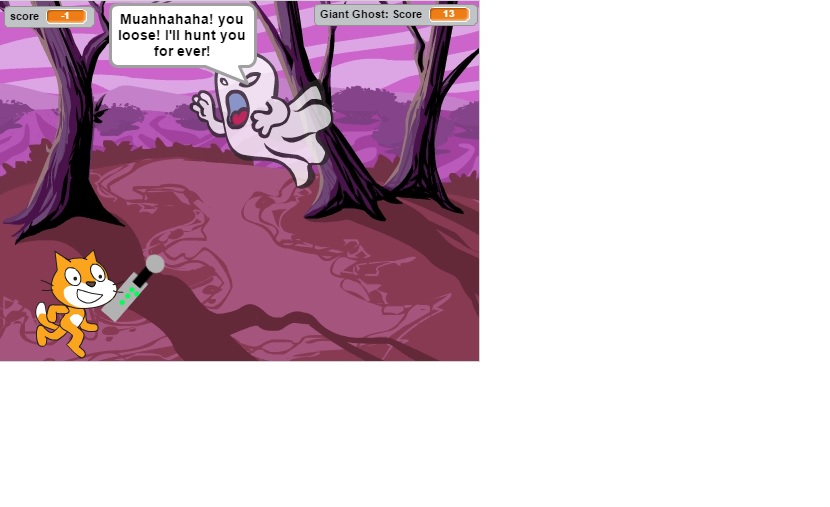 score -1
Muahhahaha! you
loose! I'll hunt you
for ever!
Giant Ghost: Score 13